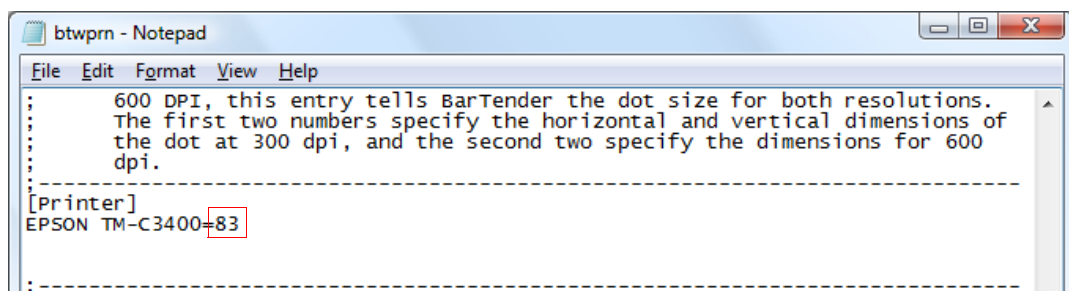 btwprn - Notepad
File Edit Format View Help
; 600 DPI, this entry tells BarTender the dot size for both resolutions.
; The first two numbers specify the horizontal and vertical dimensions of
; the dot at 300 dpi, and the second two specify the dimensions for 600
; dpi.
;-----------------------------------------------------------------------
[Printer]
EPSON TM-C3400=83
;-----------------------------------------------------------------------